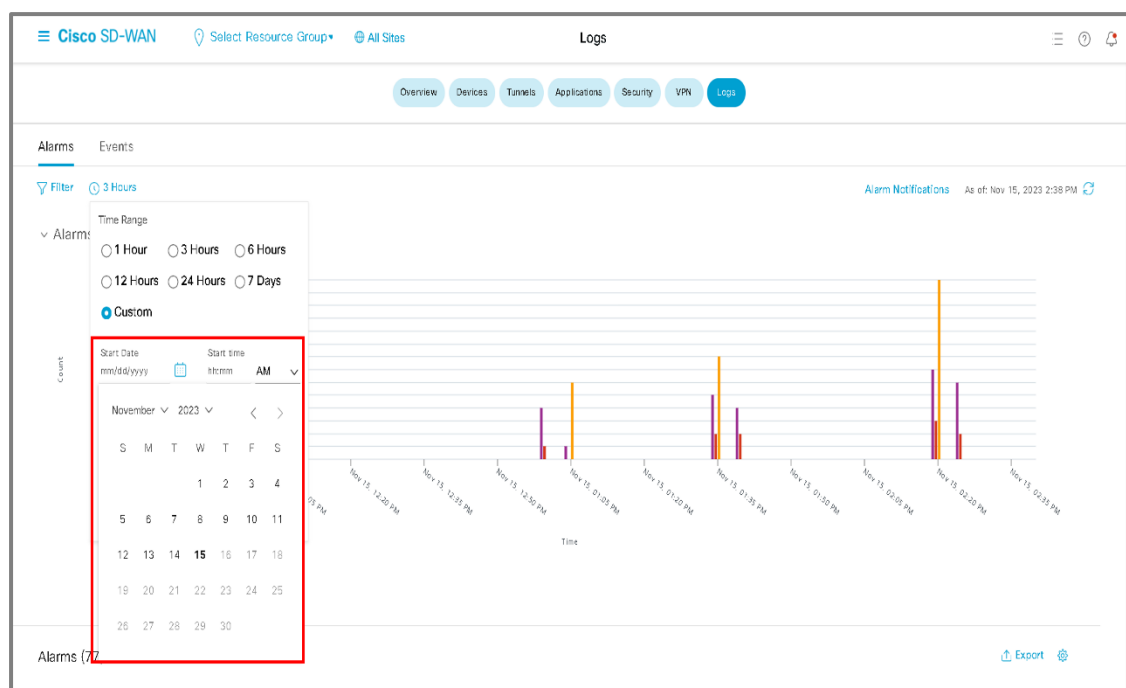 Cisco SD-WAN
Select Resource Group▾
All Sites
Logs
Overview
Devices
Tunnels
Applications
Security
VPN
Logs
Alarms
Events
Filter
3 Hours
Alarm Notifications
As of: Nov 15, 2023 2:38 PM
Time Range
Alarms
1 Hour
3 Hours
6 Hours
12 Hours
24 Hours
7 Days
Custom
Start Date
Start time
mm/dd/yyyy
hh:mm
AM
November
2023
S M T W T F S
1 2 3 4
5 6 7 8 9 10 11
12 13 14 15 16 17 18
19 20 21 22 23 24 25
26 27 28 29 30
Count
05 PM
Nov 15, 12:20 PM
Nov 15, 12:35 PM
Nov 15, 12:50 PM
Nov 15, 01:05 PM
Nov 15, 01:20 PM
Nov 15, 01:35 PM
Nov 15, 01:50 PM
Nov 15, 02:05 PM
Nov 15, 02:20 PM
Nov 15, 02:35 PM
Time
Alarms (77
Export